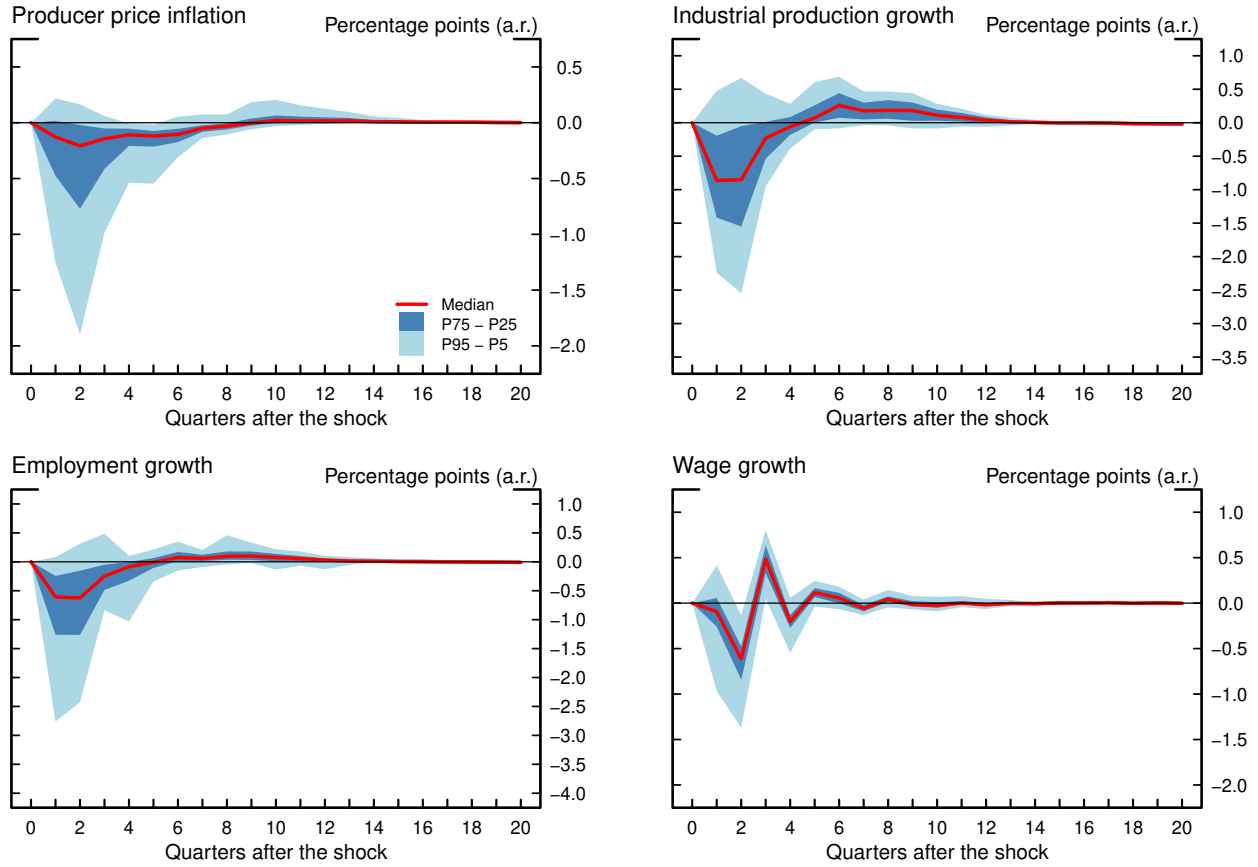 Producer price inflation
Percentage points (a.r.)
0.5
0.0
−0.5
−1.0
−1.5
−2.0
Median
P75 − P25
P95 − P5
0 2 4 6 8 10 12 14 16 18 20
Quarters after the shock
Industrial production growth
Percentage points (a.r.)
1.0
0.5
0.0
−0.5
−1.0
−1.5
−2.0
−2.5
−3.0
−3.5
0 2 4 6 8 10 12 14 16 18 20
Quarters after the shock
Employment growth
Percentage points (a.r.)
1.0
0.5
0.0
−0.5
−1.0
−1.5
−2.0
−2.5
−3.0
−3.5
−4.0
0 2 4 6 8 10 12 14 16 18 20
Quarters after the shock
Wage growth
Percentage points (a.r.)
1.0
0.5
0.0
−0.5
−1.0
−1.5
−2.0
0 2 4 6 8 10 12 14 16 18 20
Quarters after the shock